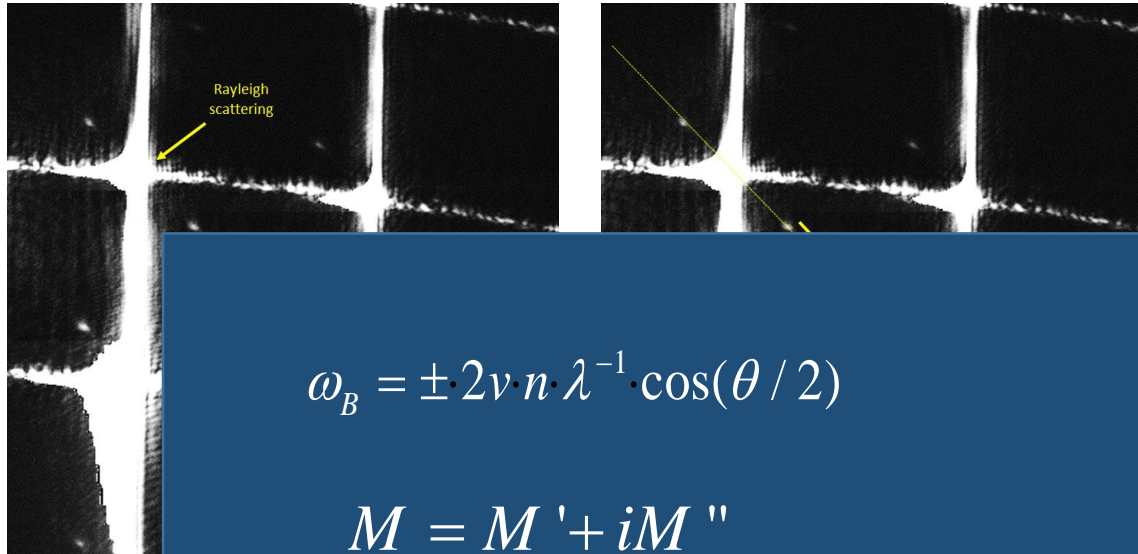 Rayleigh
scattering
ω_B = ±·2v·n·λ⁻¹·cos(θ / 2)
M = M '+ iM "